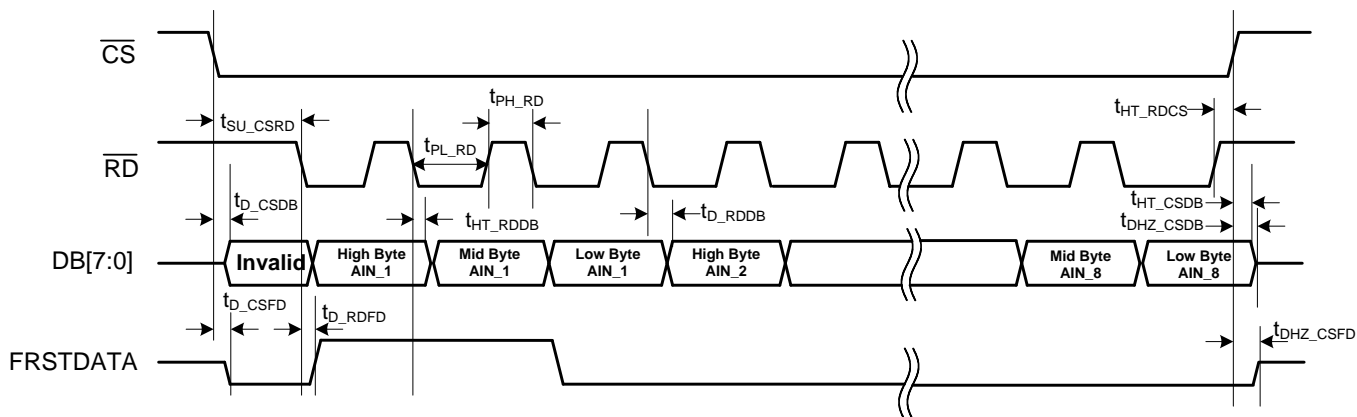 CS
t_PH_RD
t_HT_RDCS
t_SU_CSRD
t_PL_RD
RD
t_D_CSDB
t_HT_RDDB
t_D_RDDB
t_HT_CSDB
t_DHZ_CSDB
DB[7:0]
Invalid
High Byte
AIN_1
Mid Byte
AIN_1
Low Byte
AIN_1
High Byte
AIN_2
Mid Byte
AIN_8
Low Byte
AIN_8
t_D_CSFD
t_D_RDFD
t_DHZ_CSFD
FRSTDATA